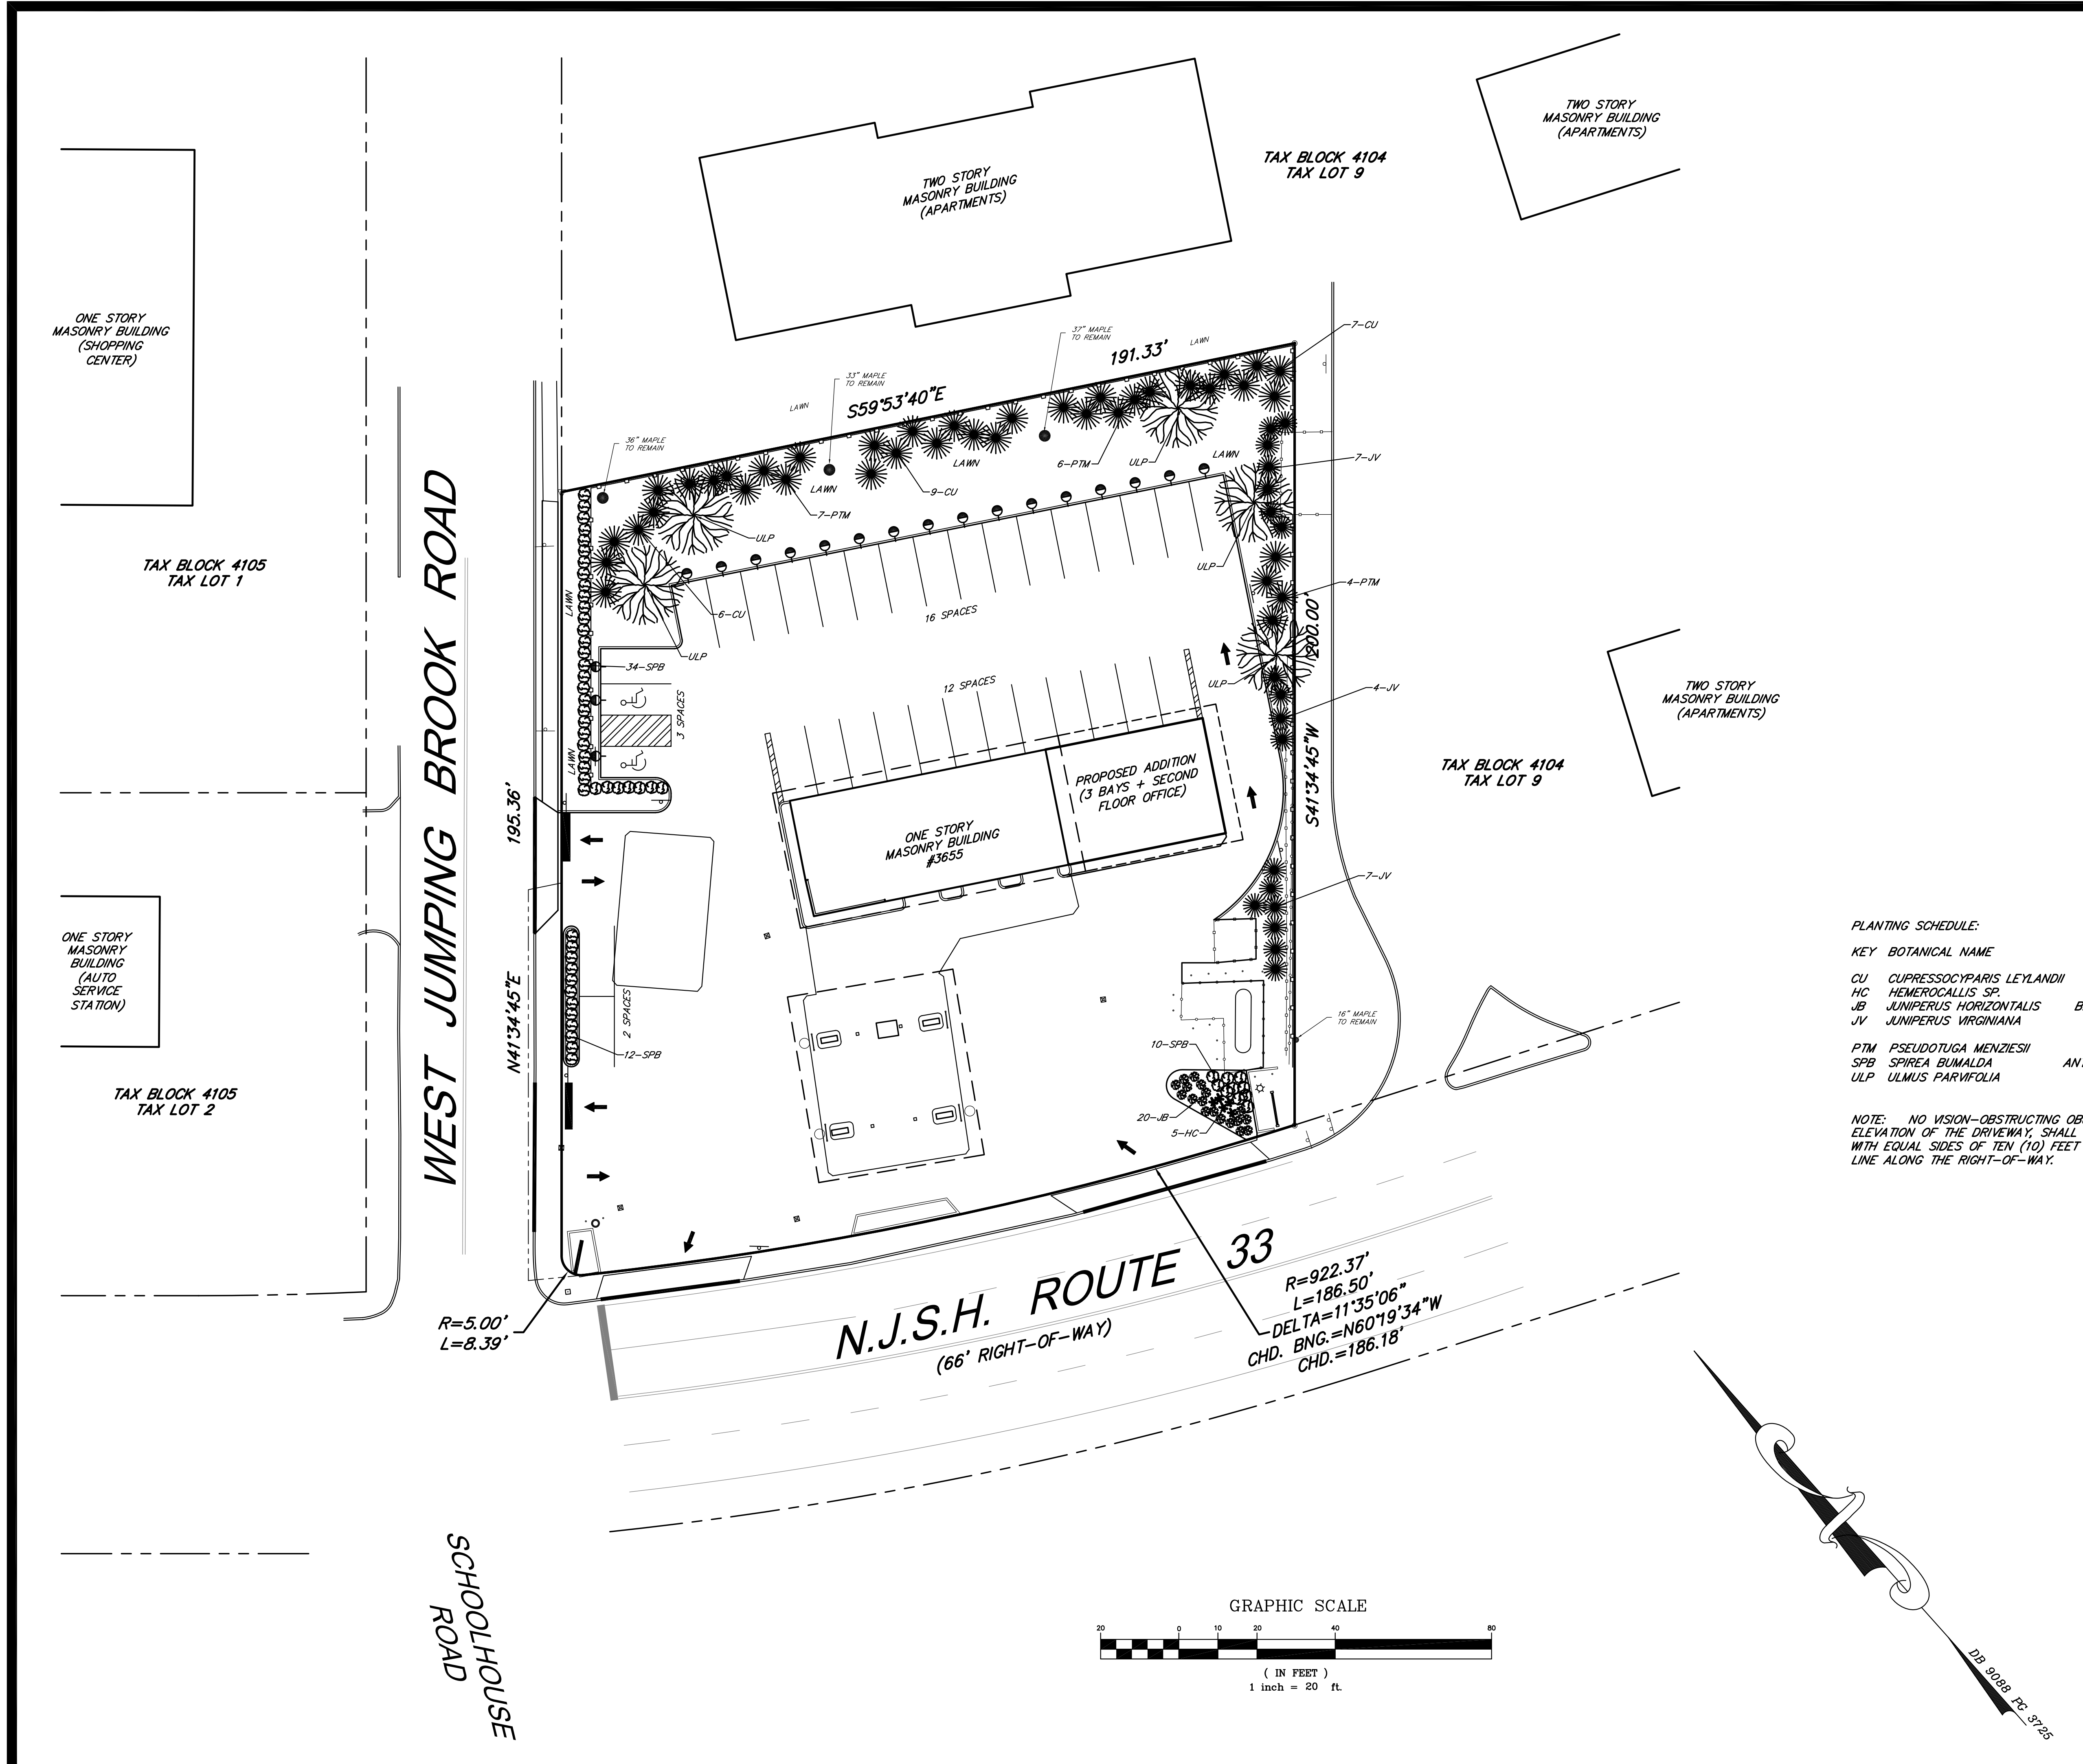 TWO STORY
MASONRY BUILDING
(APARTMENTS)
TAX BLOCK 4104
TAX LOT 9
TWO STORY
MASONRY BUILDING
(APARTMENTS)
ONE STORY
MASONRY BUILDING
(SHOPPING
CENTER)
TAX BLOCK 4105
TAX LOT 1
ONE STORY
MASONRY
BUILDING
(AUTO
SERVICE
STATION)
TAX BLOCK 4105
TAX LOT 2
WEST JUMPING BROOK ROAD
36" MAPLE
TO REMAIN
LAWN
33" MAPLE
TO REMAIN
S59°53'40"E
191.33'
37" MAPLE
TO REMAIN
LAWN
7-CU
LAWN
7-PTM
9-CU
LAWN
6-PTM
ULP
LAWN
7-JV
ULP
ULP
4-PTM
6-CU
ULP
LAWN
34-SPB
3 SPACES
LAWN
16 SPACES
12 SPACES
200.00'
ULP
4-JV
S41°34'45"W
TWO STORY
MASONRY BUILDING
(APARTMENTS)
TAX BLOCK 4104
TAX LOT 9
195.36'
N41°34'45"E
PROPOSED ADDITION
(3 BAYS + SECOND
FLOOR OFFICE)
ONE STORY
MASONRY BUILDING
#3655
7-JV
2 SPACES
12-SPB
16" MAPLE
TO REMAIN
10-SPB
20-JB
5-HC
PLANTING SCHEDULE:
KEY BOTANICAL NAME
CU CUPRESSOCYPARIS LEYLANDII
HC HEMEROCALLIS SP.
JB JUNIPERUS HORIZONTALIS B
JV JUNIPERUS VIRGINIANA
PTM PSEUDOTUGA MENZIESII
SPB SPIREA BUMALDA AN
ULP ULMUS PARVIFOLIA
NOTE: NO VISION-OBSTRUCTING OB
ELEVATION OF THE DRIVEWAY, SHALL
WITH EQUAL SIDES OF TEN (10) FEET
LINE ALONG THE RIGHT-OF-WAY.
R=5.00'
L=8.39'
N.J.S.H. ROUTE 33
(66' RIGHT-OF-WAY)
R=922.37'
L=186.50'
DELTA=11°35'06"
CHD. BNG.=N60°19'34"W
CHD.=186.18'
SCHOOLHOUSE
ROAD
GRAPHIC SCALE
20 0 10 20 40 80
( IN FEET )
1 inch = 20 ft.
DB 9088 PG 3725